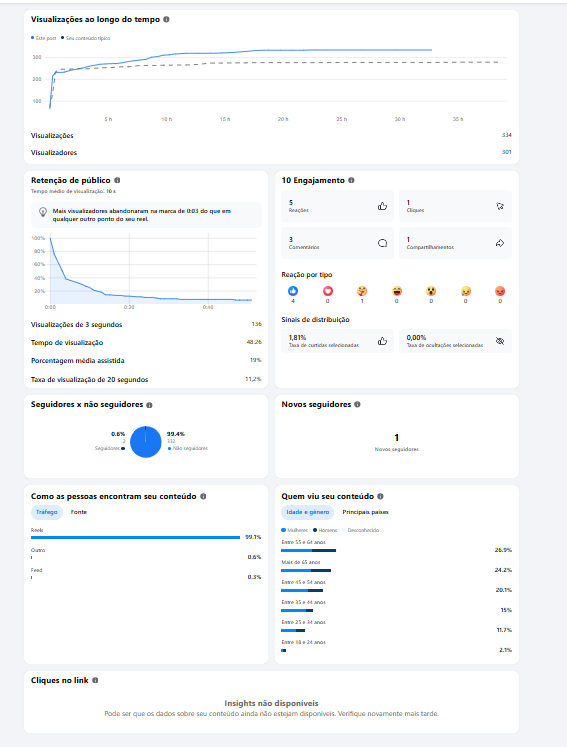 Visualizações ao longo do tempo
Este post
Seu conteúdo típico
300
200
100
5 h
10 h
15 h
20 h
25 h
30 h
35 h
Visualizações 334
Visualizadores 301
Retenção de público
Tempo médio de visualização: 10 s
Mais visualizadores abandonaram na marca de 0:03 do que em
qualquer outro ponto do seu reel.
100%
80%
60%
40%
20%
0:00
0:20
0:40
Visualizações de 3 segundos 136
Tempo de visualização 48:26
Porcentagem média assistida 19%
Taxa de visualização de 20 segundos 11,2%
10 Engajamento
5
Reações
1
Cliques
3
Comentários
1
Compartilhamentos
Reação por tipo
4 0 1 0 0 0 0
Sinais de distribuição
1,81%
Taxa de curtidas selecionadas
0,00%
Taxa de ocultações selecionadas
Seguidores x não seguidores
0.6%
2
Seguidores
99.4%
332
Não seguidores
Novos seguidores
1
Novos seguidores
Como as pessoas encontram seu conteúdo
Tráfego
Fonte
Reels
99.1%
Outro
0.6%
Feed
0.3%
Quem viu seu conteúdo
Idade e gênero
Principais países
Mulheres
Homens
Desconhecido
Entre 55 e 64 anos
26.9%
Mais de 65 anos
24.2%
Entre 45 e 54 anos
20.1%
Entre 35 e 44 anos
15%
Entre 25 e 34 anos
11.7%
Entre 18 e 24 anos
2.1%
Cliques no link
Insights não disponíveis
Pode ser que os dados sobre seu conteúdo ainda não estejam disponíveis. Verifique novamente mais tarde.